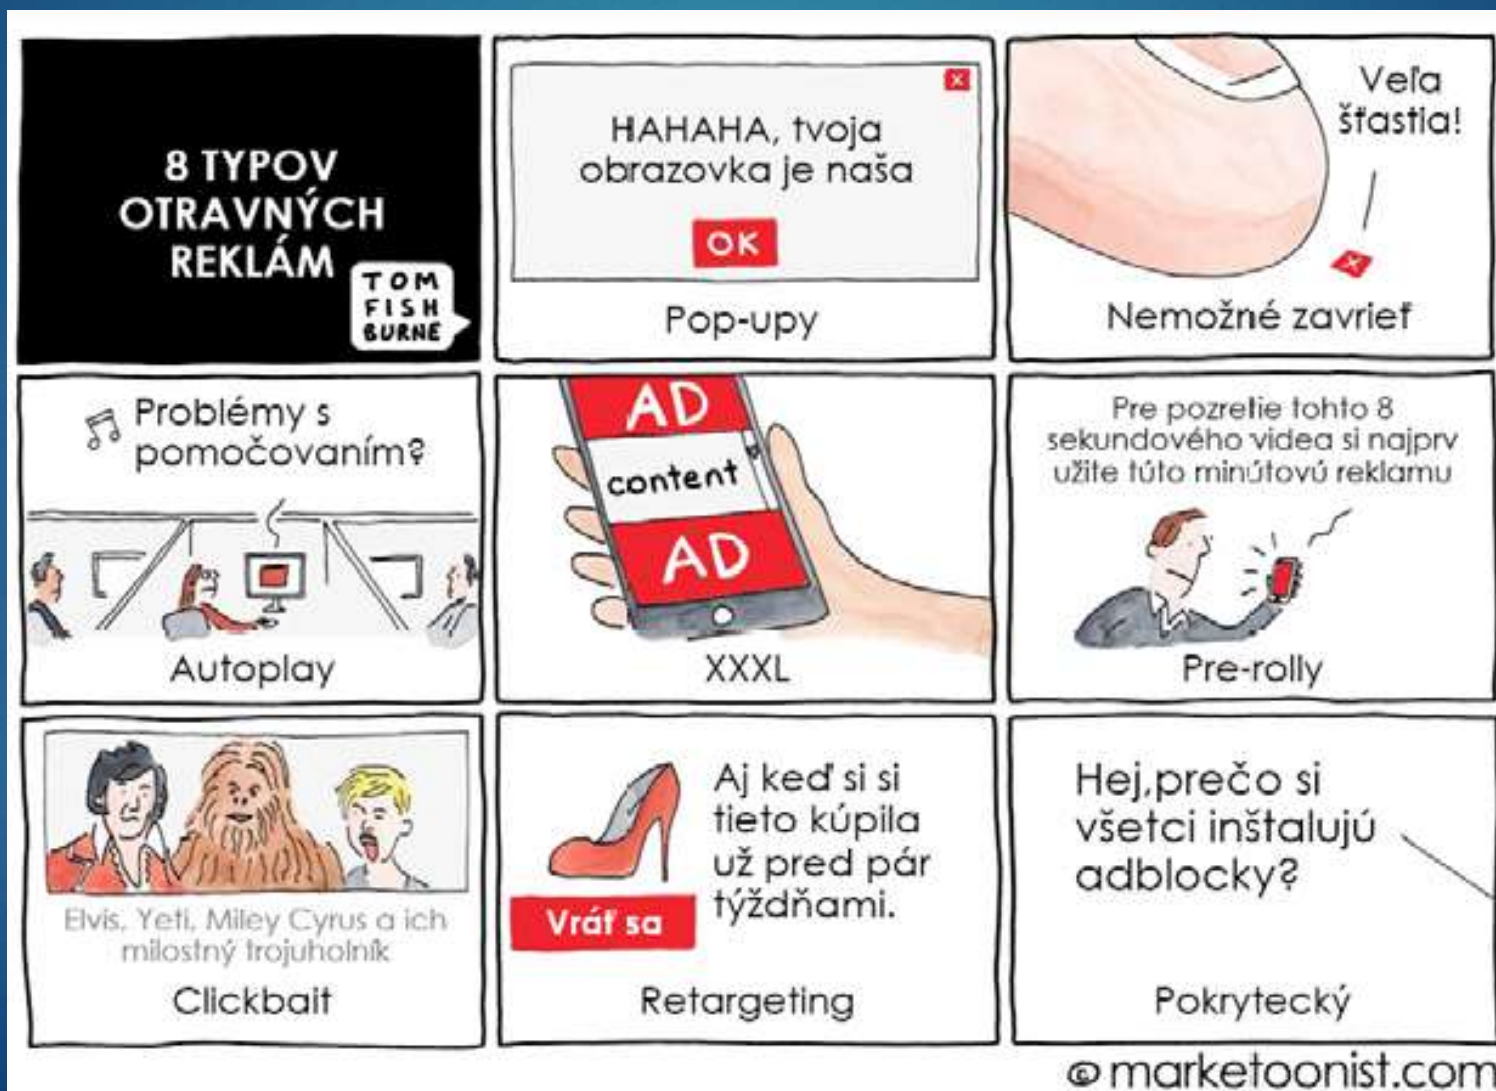 8 TYPOV
OTRAVNÝCH
REKLÁM
TOM
FISH
BURNE
x
HAHAHA, tvoja
obrazovka je naša
OK
Pop-upy
Veľa
šťastia!
x
Nemožné zavrieť
Problémy s
pomočovaním?
Autoplay
AD
content
AD
XXXL
Pre pozretie tohto 8
sekundového videa si najprv
užite túto minútovú reklamu
Pre-rolly
Elvis, Yeti, Miley Cyrus a ich
milostný trojuholník
Clickbait
Aj keď si si
tieto kúpila
už pred pár
týždňami.
Vráť sa
Retargeting
Hej,prečo si
všetci inštalujú
adblocky?
Pokrytecký
© marketoonist.com